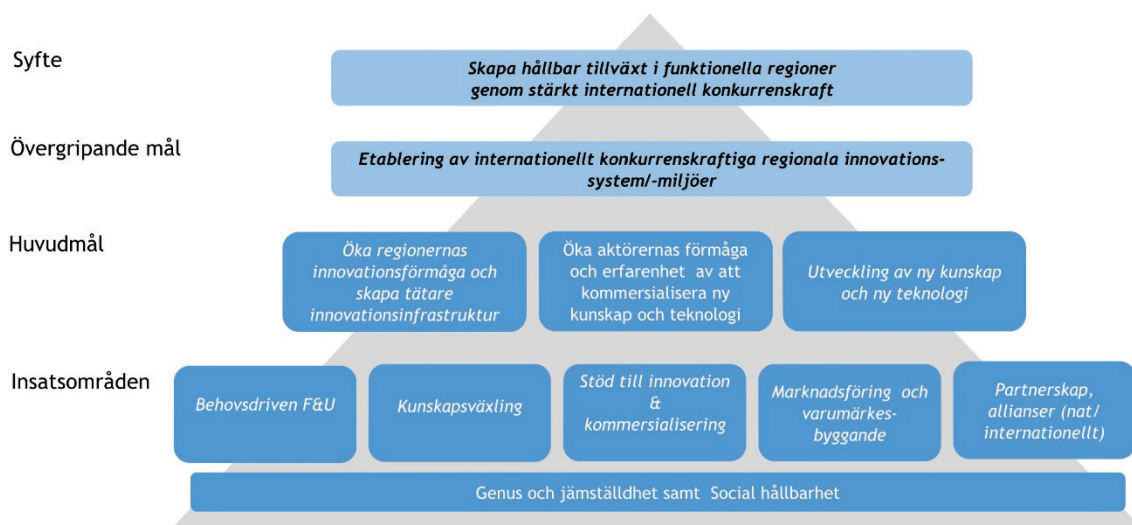 Syfte
Skapa hållbar tillväxt i funktionella regioner
genom stärkt internationell konkurrenskraft
Övergripande mål
Etablering av internationellt konkurrenskraftiga regionala innovations-
system/-miljöer
Huvudmål
Öka regionernas
innovationsförmåga och
skapa tätare
innovationsinfrastruktur
Öka aktörernas förmåga
och erfarenhet av att
kommersialisera ny
kunskap och teknologi
Utveckling av ny kunskap
och ny teknologi
Insatsområden
Behovsdriven F&U
Kunskapsväxling
Stöd till innovation
&
kommersialisering
Marknadsföring och
varumärkes-
byggande
Partnerskap,
allianser (nat/
internationellt)
Genus och jämställdhet samt Social hållbarhet